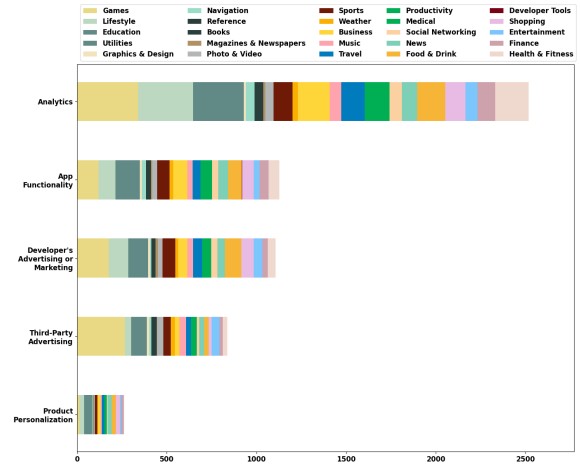 Games
Lifestyle
Education
Utilities
Graphics & Design
Navigation
Reference
Books
Magazines & Newspapers
Photo & Video
Sports
Weather
Business
Music
Travel
Productivity
Medical
Social Networking
News
Food & Drink
Developer Tools
Shopping
Entertainment
Finance
Health & Fitness
Analytics
App
Functionality
Developer's
Advertising or
Marketing
Third-Party
Advertising
Product
Personalization
0
500
1000
1500
2000
2500